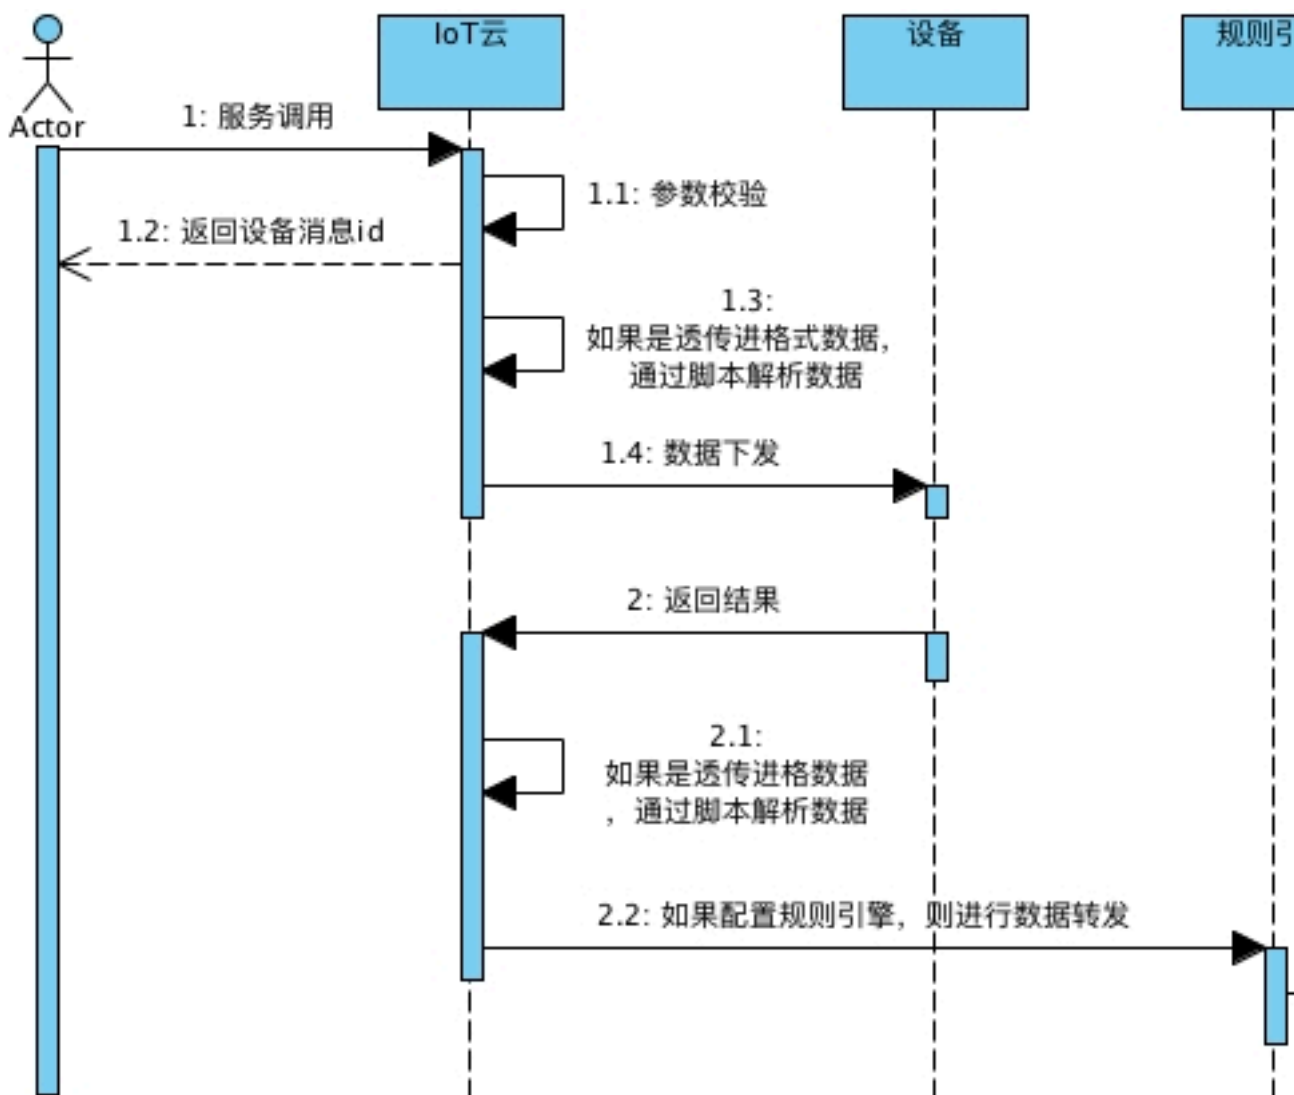 IoT云
设备
规则引
Actor
1: 服务调用
1.1: 参数校验
1.2: 返回设备消息id
1.3:
如果是透传进格式数据，
通过脚本解析数据
1.4: 数据下发
2: 返回结果
2.1:
如果是透传进格数据
，通过脚本解析数据
2.2: 如果配置规则引擎，则进行数据转发